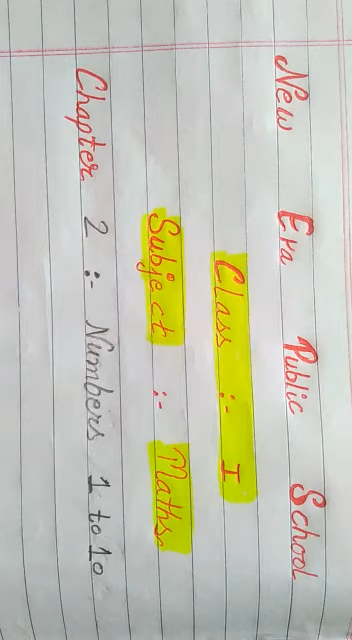 New Era Public School
Class :- I
Subject :- Maths
Chapter 2 :- Numbers 1 to 10